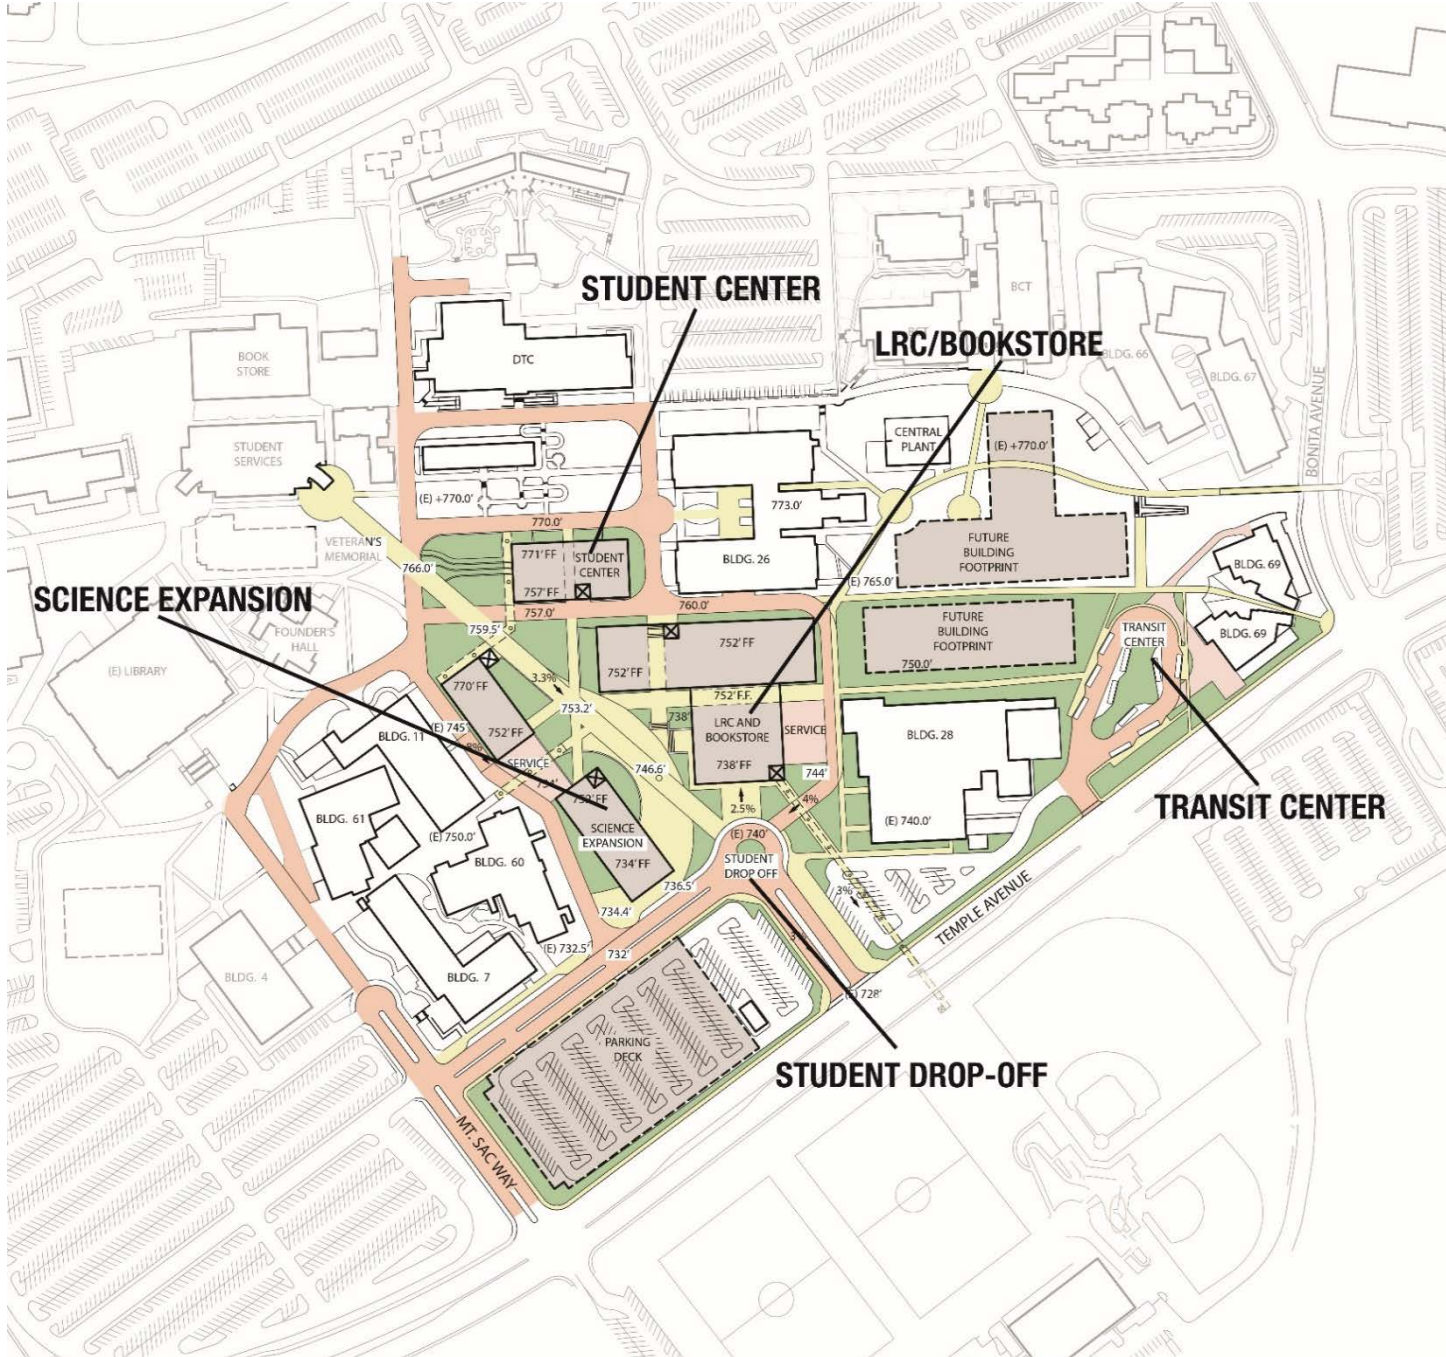 STUDENT CENTER
LRC/BOOKSTORE
SCIENCE EXPANSION
TRANSIT CENTER
STUDENT DROP-OFF
BCT
BLDG. 66
BLDG. 67
BONITA AVENUE
BOOK
STORE
DTC
STUDENT
SERVICES
CENTRAL
PLANT
(E) +770.0'
(E) +770.0'
773.0'
770.0'
VETERAN'S
MEMORIAL
766.0'
771' FF
STUDENT
CENTER
757' FF
757.0'
BLDG. 26
760.0'
(E) 765.0'
FUTURE
BUILDING
FOOTPRINT
BLDG. 69
BLDG. 69
FOUNDER'S
HALL
759.5'
752' FF
752' FF
FUTURE
BUILDING
FOOTPRINT
750.0'
TRANSIT
CENTER
(E) LIBRARY
770' FF
3.3%
753.2'
752' F.F.
(E) 745'
752' FF
BLDG. 11
738'
LRC AND
BOOKSTORE
738' FF
SERVICE
BLDG. 28
SERVICE
746.6'
744'
2.5%
4%
BLDG. 61
(E) 750.0'
BLDG. 60
SCIENCE
EXPANSION
734' FF
(E) 740'
(E) 740.0'
STUDENT
DROP OFF
736.5'
734.4'
3%
TEMPLE AVENUE
(E) 732.5'
732'
BLDG. 4
BLDG. 7
728'
PARKING
DECK
MT. SAC WAY